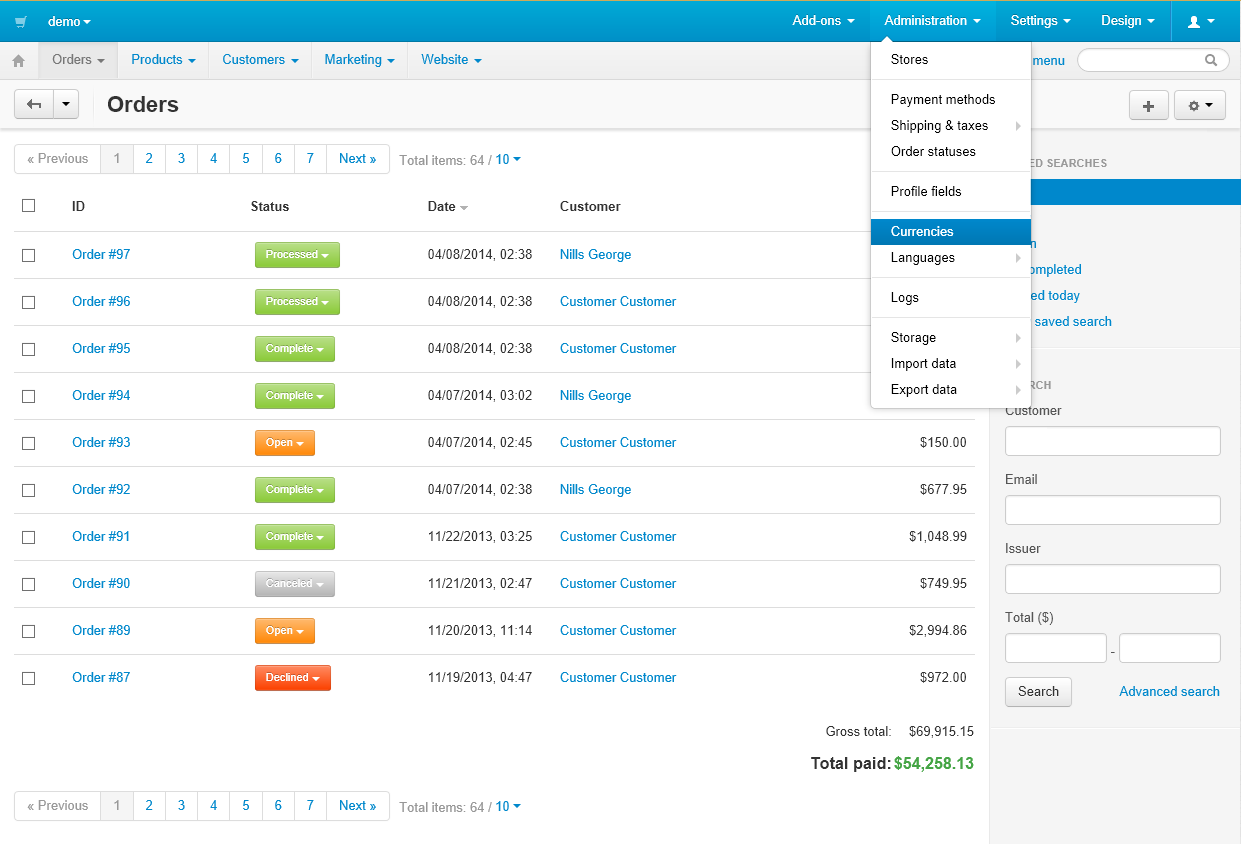 demo Add-ons Administration Settings Design
Orders Products Customers Marketing Website menu
Orders
Stores
Payment methods
Shipping & taxes
Order statuses
Profile fields
Currencies
Languages
Logs
Storage
Import data
Export data
« Previous 1 2 3 4 5 6 7 Next » Total items: 64 / 10
ID Status Date Customer
Order #97 Processed 04/08/2014, 02:38 Nills George
Order #96 Processed 04/08/2014, 02:38 Customer Customer
Order #95 Complete 04/08/2014, 02:38 Customer Customer
Order #94 Complete 04/07/2014, 03:02 Nills George
Order #93 Open 04/07/2014, 02:45 Customer Customer $150.00
Order #92 Complete 04/07/2014, 02:38 Nills George $677.95
Order #91 Complete 11/22/2013, 03:25 Customer Customer $1,048.99
Order #90 Canceled 11/21/2013, 02:47 Customer Customer $749.95
Order #89 Open 11/20/2013, 11:14 Customer Customer $2,994.86
Order #87 Declined 11/19/2013, 04:47 Customer Customer $972.00
Gross total: $69,915.15
Total paid: $54,258.13
« Previous 1 2 3 4 5 6 7 Next » Total items: 64 / 10
SEARCHES
today
saved search
Customer
Email
Issuer
Total ($)
-
Search Advanced search